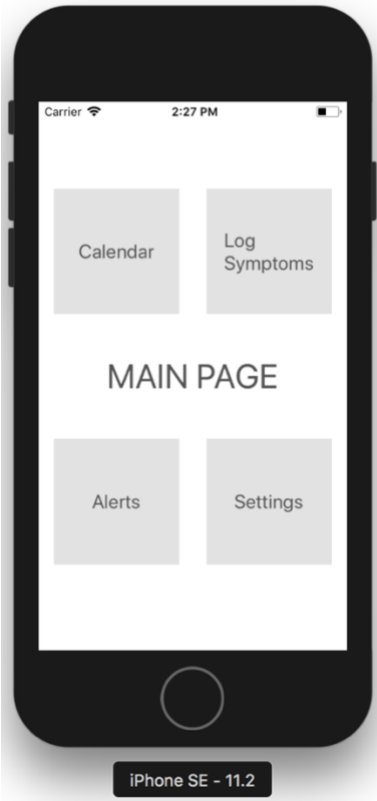 Carrier
2:27 PM
Calendar
Log
Symptoms
MAIN PAGE
Alerts
Settings
iPhone SE - 11.2